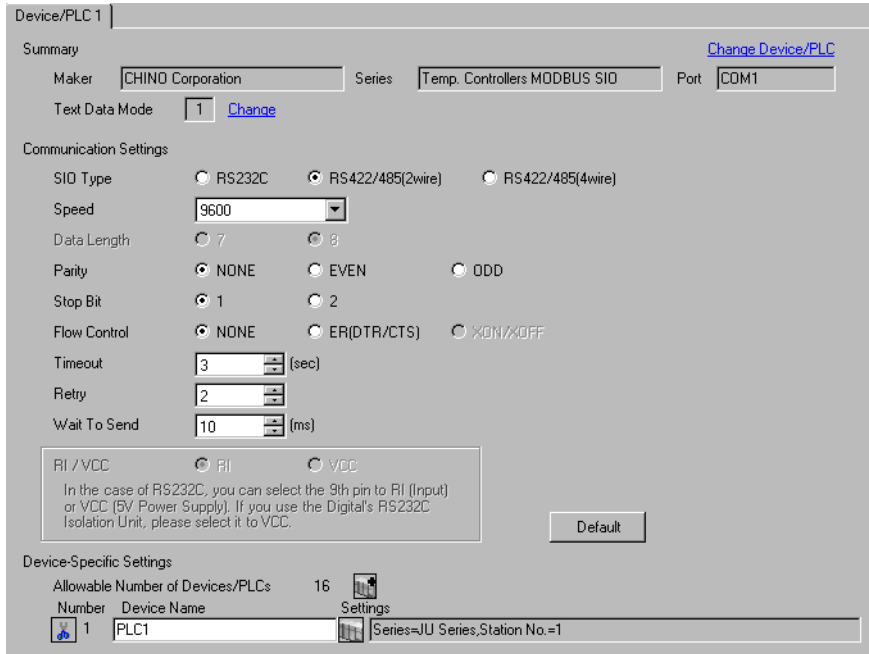 Device/PLC 1
Summary
Change Device/PLC
Maker CHINO Corporation Series Temp. Controllers MODBUS SIO Port COM1
Text Data Mode 1 Change
Communication Settings
SIO Type RS232C RS422/485(2wire) RS422/485(4wire)
Speed 9600
Data Length 7 8
Parity NONE EVEN ODD
Stop Bit 1 2
Flow Control NONE ER(DTR/CTS) XON/XOFF
Timeout 3 (sec)
Retry 2
Wait To Send 10 (ms)
RI / VCC RI VCC
In the case of RS232C, you can select the 9th pin to RI (Input)
or VCC (5V Power Supply). If you use the Digital's RS232C
Isolation Unit, please select it to VCC.
Default
Device-Specific Settings
Allowable Number of Devices/PLCs 16
Number Device Name Settings
1 PLC1 Series=JU Series,Station No.=1